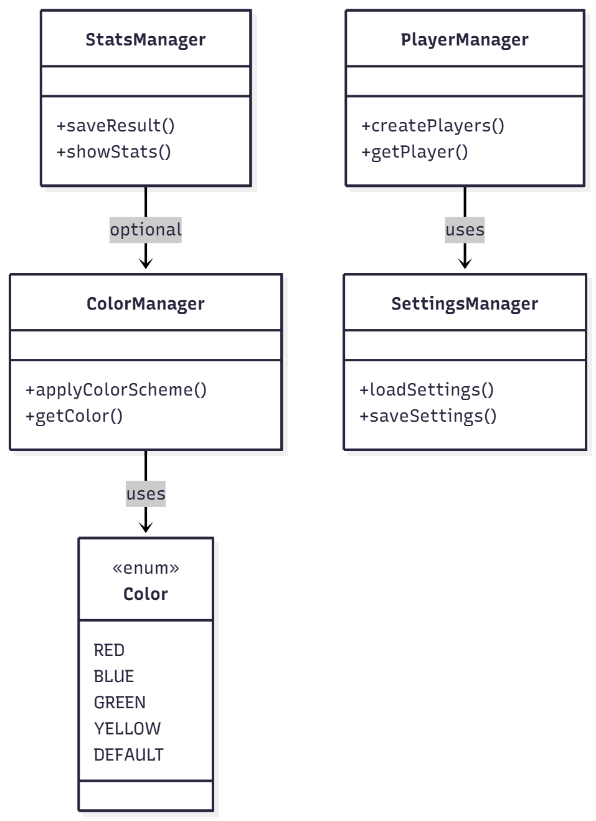 StatsManager
+saveResult()
+showStats()
optional
ColorManager
+applyColorScheme()
+getColor()
uses
«enum»
Color
RED
BLUE
GREEN
YELLOW
DEFAULT
PlayerManager
+createPlayers()
+getPlayer()
uses
SettingsManager
+loadSettings()
+saveSettings()